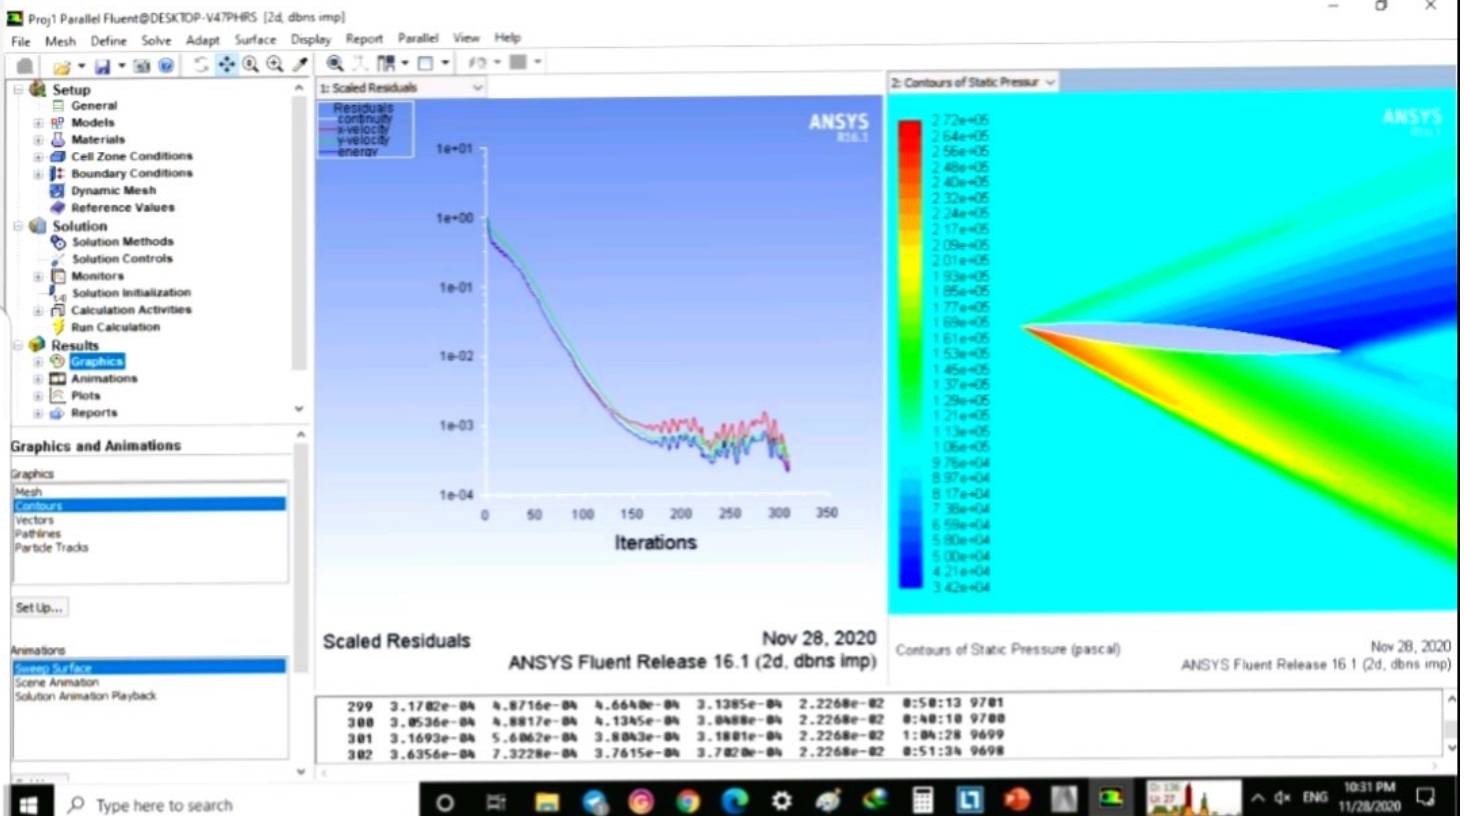 Proj1 Parallel Fluent@DESKTOP-V47PHRS [2d, dbns imp]
File Mesh Define Solve Adapt Surface Display Report Parallel View Help
Setup
General
Models
Materials
Cell Zone Conditions
Boundary Conditions
Dynamic Mesh
Reference Values
Solution
Solution Methods
Solution Controls
Monitors
Solution Initialization
Calculation Activities
Run Calculation
Results
Graphics
Animations
Plots
Reports
Graphics and Animations
Graphics
Mesh
Contours
Vectors
Pathlines
Particle Tracks
Set Up...
Animations
Sweep Surface
Scene Animation
Solution Animation Playback
1: Scaled Residuals
Residuals
continuity
x-velocity
y-velocity
energy
ANSYS
R16.1
1e+01
1e+00
1e-01
1e-02
1e-03
1e-04
0 50 100 150 200 250 300 350
Iterations
Scaled Residuals
Nov 28, 2020
ANSYS Fluent Release 16.1 (2d, dbns imp)
2: Contours of Static Pressur
ANSYS
R16.1
2.72e+05
2.64e+05
2.56e+05
2.48e+05
2.40e+05
2.32e+05
2.24e+05
2.17e+05
2.09e+05
2.01e+05
1.93e+05
1.85e+05
1.77e+05
1.69e+05
1.61e+05
1.53e+05
1.45e+05
1.37e+05
1.29e+05
1.21e+05
1.13e+05
1.06e+05
9.76e+04
8.97e+04
8.17e+04
7.38e+04
6.59e+04
5.80e+04
5.00e+04
4.21e+04
3.42e+04
Contours of Static Pressure (pascal)
Nov 28, 2020
ANSYS Fluent Release 16.1 (2d, dbns imp)
299 3.1702e-04 4.8716e-04 4.6640e-04 3.1385e-04 2.2268e-02 0:50:13 9701
300 3.0536e-04 4.8817e-04 4.1345e-04 3.0488e-04 2.2268e-02 0:40:10 9700
301 3.1693e-04 5.6062e-04 3.8043e-04 3.1801e-04 2.2268e-02 1:04:28 9699
302 3.6356e-04 7.3228e-04 3.7615e-04 3.7020e-04 2.2268e-02 0:51:34 9698
Type here to search
D: 136
U: 27
ENG
10:31 PM
11/28/2020